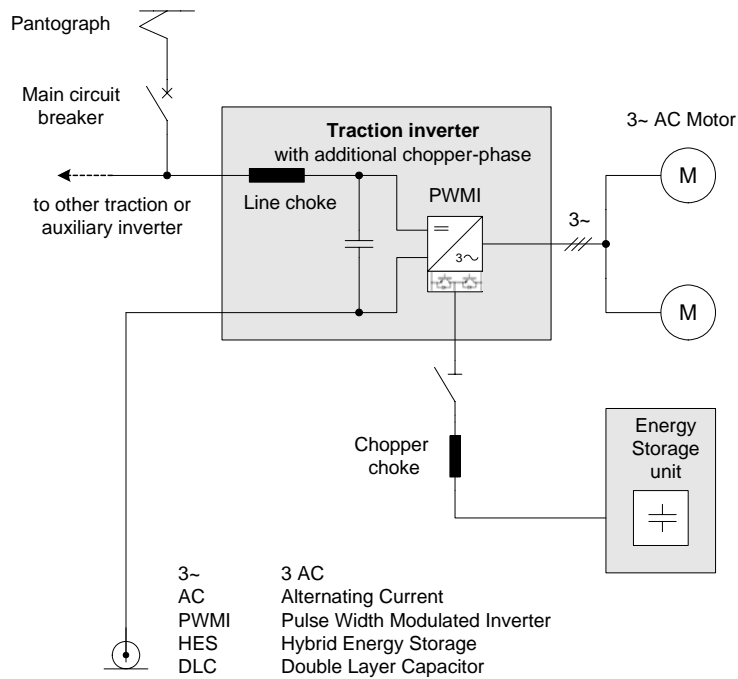 Pantograph
Main circuit
breaker
Traction inverter
with additional chopper-phase
3~ AC Motor
M
to other traction or
auxiliary inverter
Line choke
PWMI
3~
3~
M
Chopper
choke
Energy
Storage
unit
3~ 3 AC
AC Alternating Current
PWMI Pulse Width Modulated Inverter
HES Hybrid Energy Storage
DLC Double Layer Capacitor